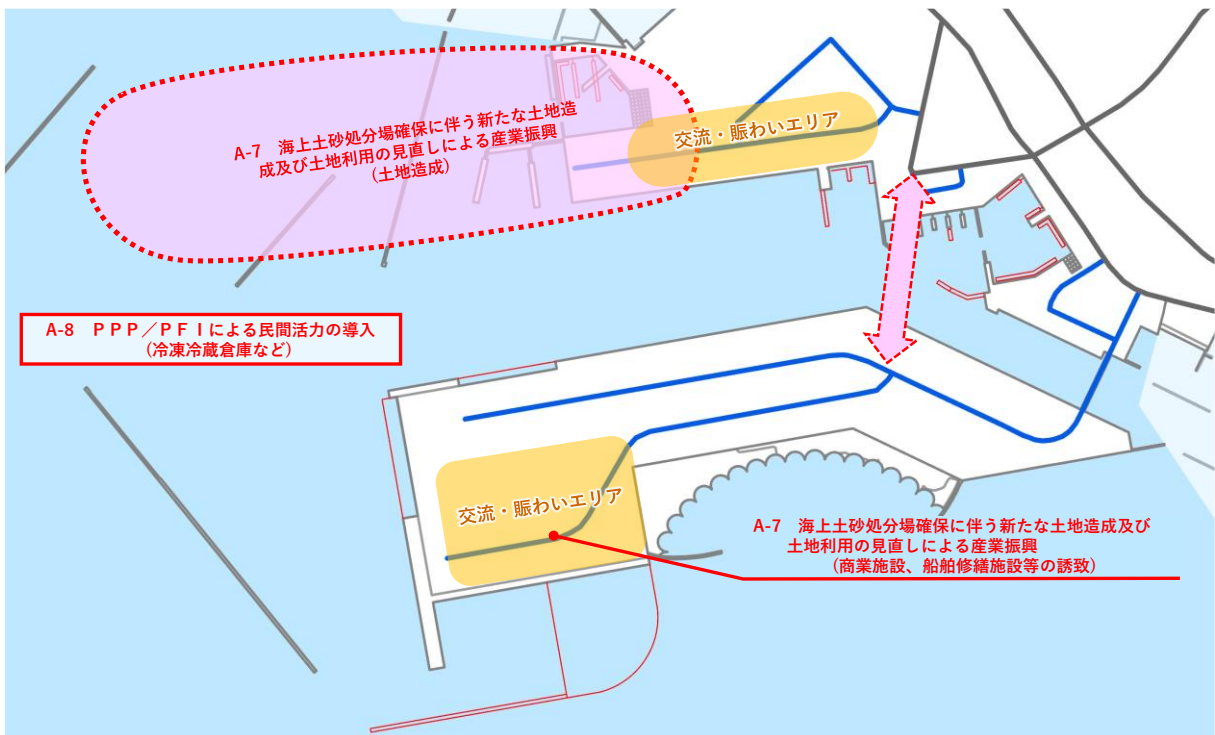 交流・賑わいエリア
A-7　海上土砂処分場確保に伴う新たな土地造
成及び土地利用の見直しによる産業振興
(土地造成)
A-8　ＰＰＰ／ＰＦＩによる民間活力の導入
(冷凍冷蔵倉庫など)
交流・賑わいエリア
A-7　海上土砂処分場確保に伴う新たな土地造成及び
土地利用の見直しによる産業振興
(商業施設、船舶修繕施設等の誘致)